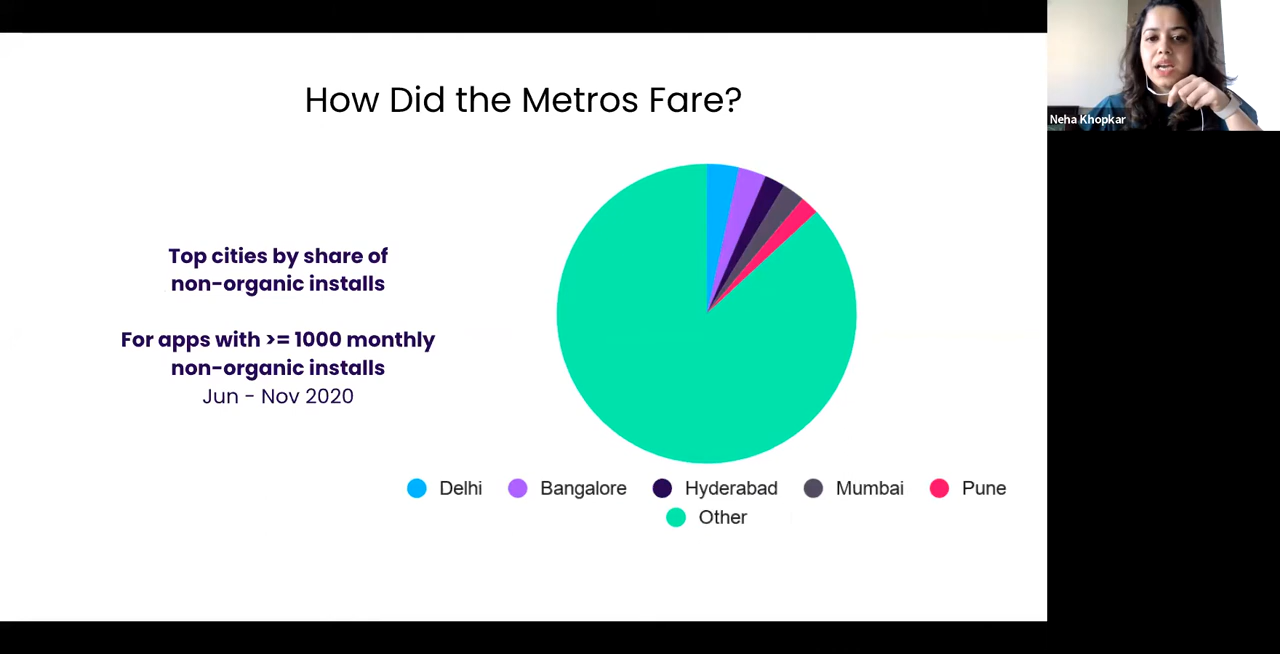 How Did the Metros Fare?
Neha Khopkar
Top cities by share of
non-organic installs
For apps with >= 1000 monthly
non-organic installs
Jun - Nov 2020
Delhi
Bangalore
Hyderabad
Mumbai
Pune
Other